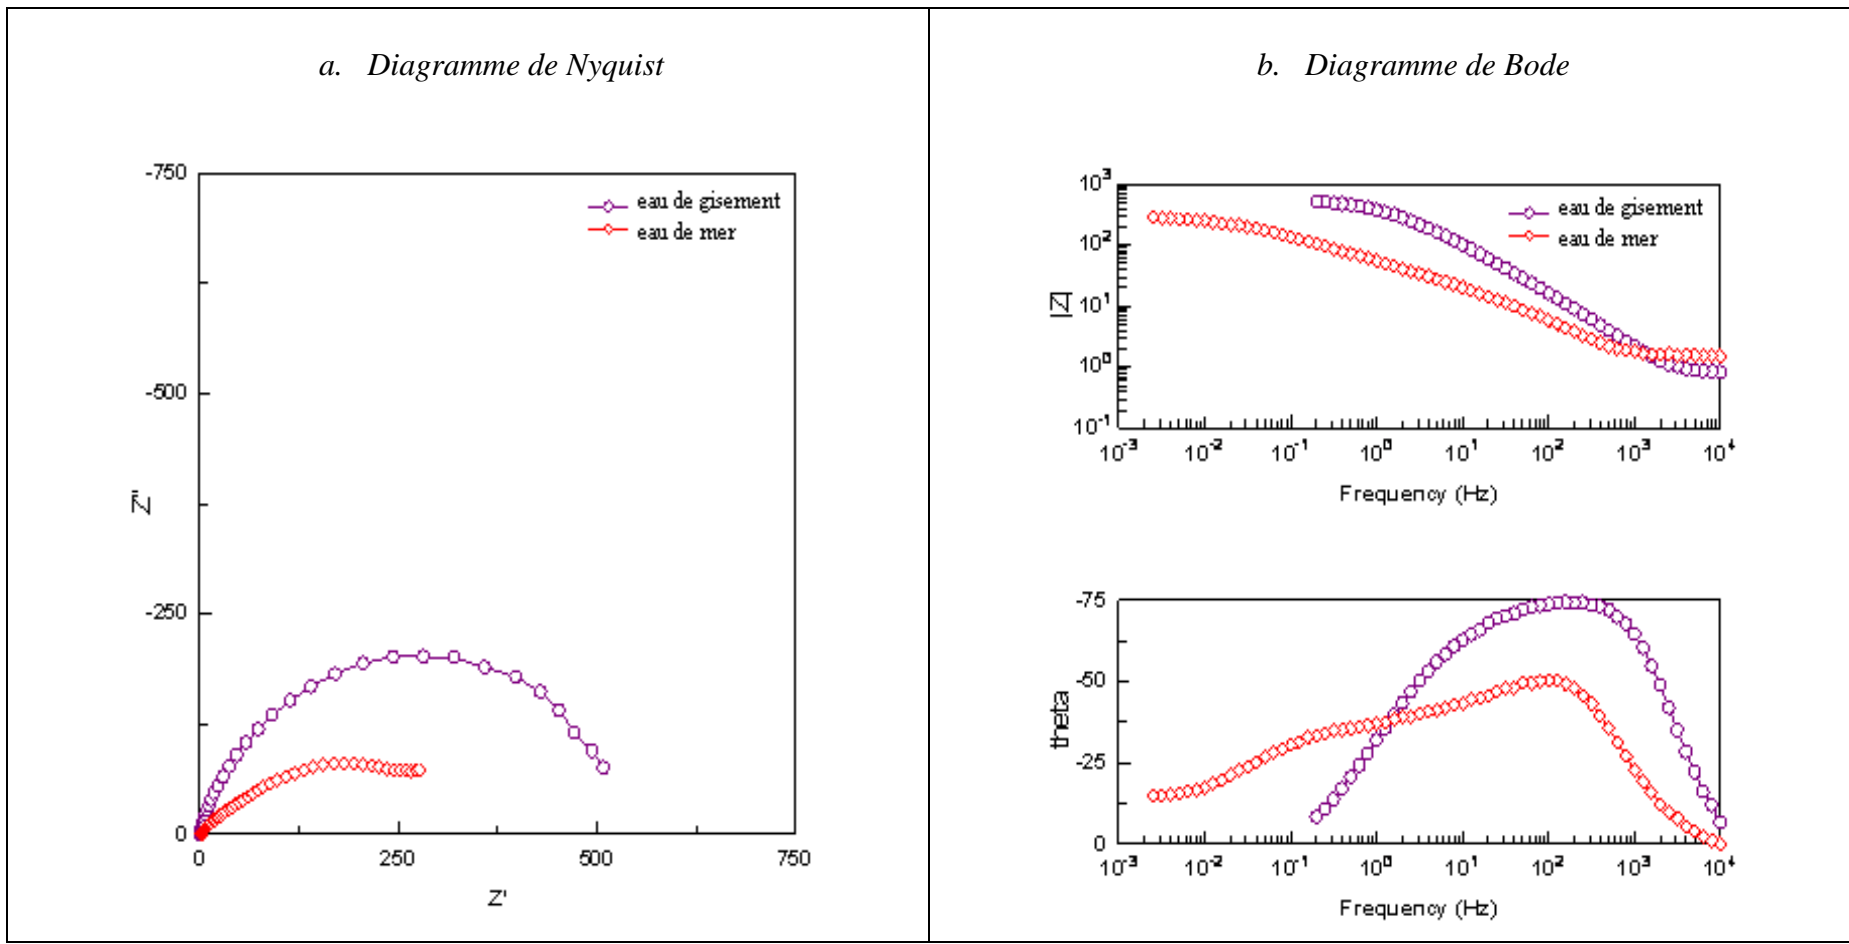 a. Diagramme de Nyquist
-750
eau de gisement
eau de mer
-500
Z''
-250
0
0 250 500 750
Z'
b. Diagramme de Bode
10³
eau de gisement
eau de mer
10²
|Z|
10¹
10⁰
10⁻¹
10⁻³ 10⁻² 10⁻¹ 10⁰ 10¹ 10² 10³ 10⁴
Frequency (Hz)
-75
-50
theta
-25
0
10⁻³ 10⁻² 10⁻¹ 10⁰ 10¹ 10² 10³ 10⁴
Frequency (Hz)